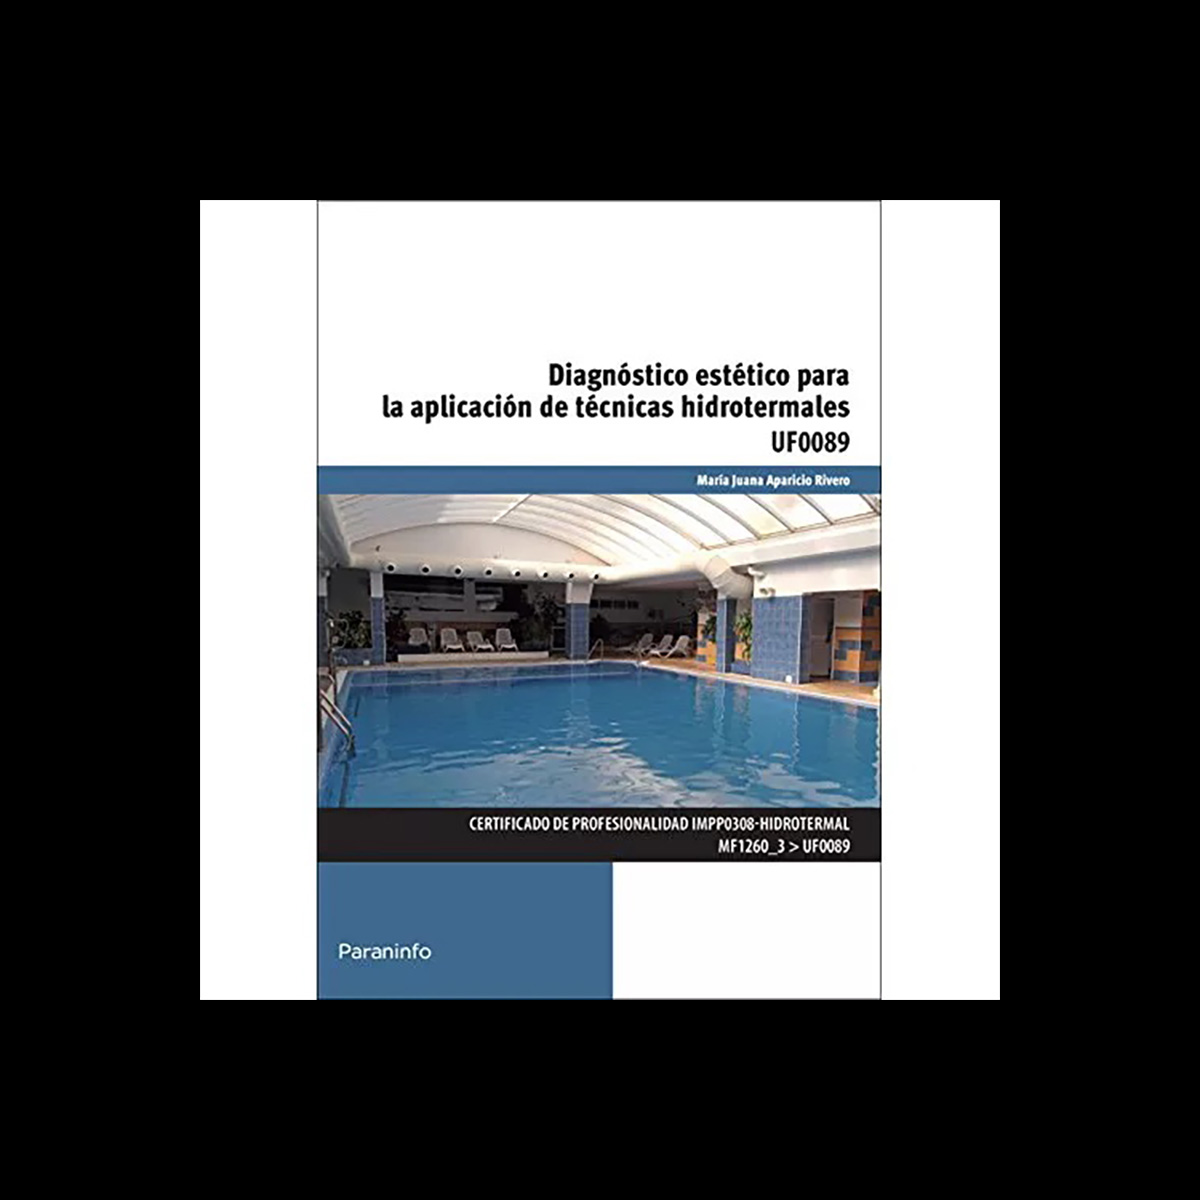 Diagnóstico estético para
la aplicación de técnicas hidrotermales
UF0089
María Juana Aparicio Rivero
CERTIFICADO DE PROFESIONALIDAD IMPP0308-HIDROTERMAL
MF1260_3 > UF0089
Paraninfo